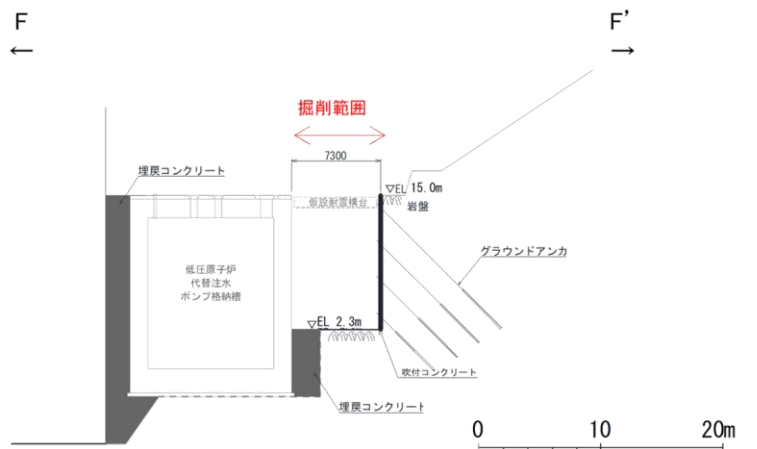 F
F'
←
→
掘削範囲
7300
埋戻コンクリート
▽EL 15.0m
仮設耐震構台
岩盤
グラウンドアンカ
低圧原子炉
代替注水
ポンプ格納槽
▽EL 2.3m
吹付コンクリート
埋戻コンクリート
0 10 20m